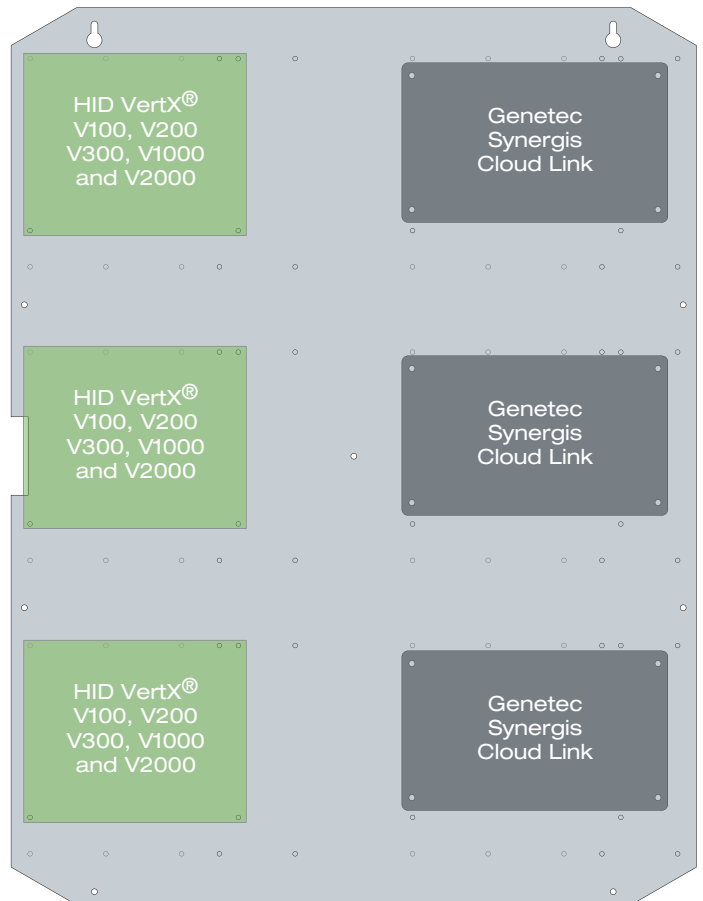 HID VertX®
V100, V200
V300, V1000
and V2000
Genetec
Synergis
Cloud Link
HID VertX®
V100, V200
V300, V1000
and V2000
Genetec
Synergis
Cloud Link
HID VertX®
V100, V200
V300, V1000
and V2000
Genetec
Synergis
Cloud Link